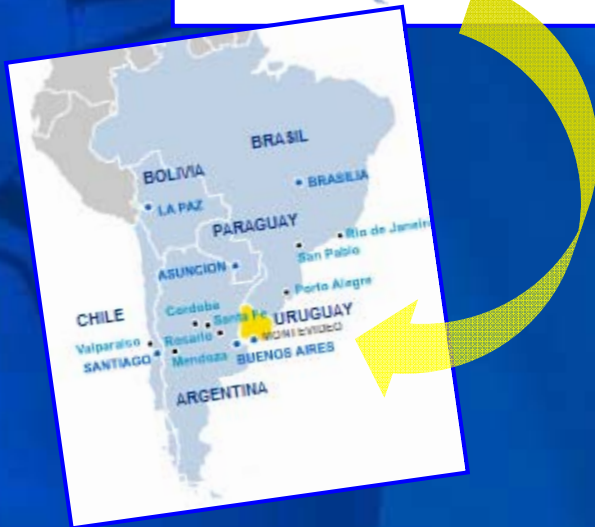 BRASIL
BOLIVIA
BRASILIA
LA PAZ
PARAGUAY
Rio de Janeiro
San Pablo
ASUNCION
Porto Alegre
Cordoba
Santa Fe
URUGUAY
CHILE
MONTEVIDEO
Valparaiso
Rosario
BUENOS AIRES
SANTIAGO
Mendoza
ARGENTINA